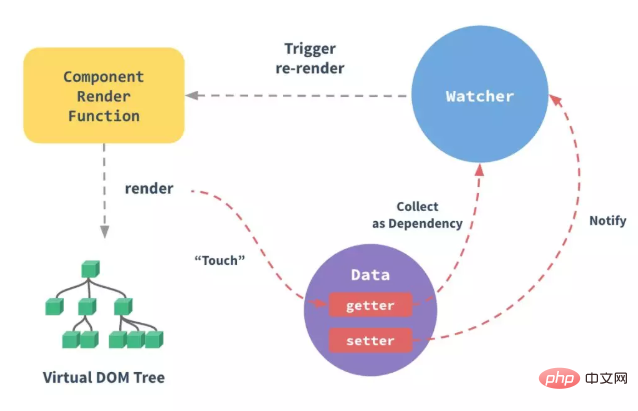 Component
Render
Function
Trigger
re-render
Watcher
render
“Touch”
Collect
as Dependency
Notify
Data
getter
setter
Virtual DOM Tree
php 中文网